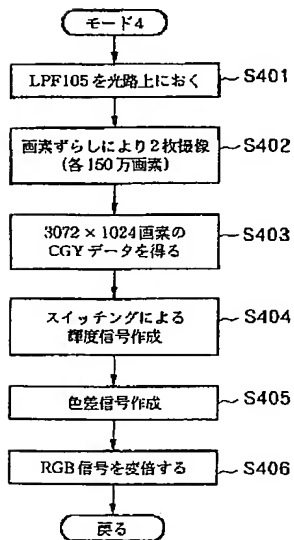 モード4
LPF105を光路上におく
S401
画素ずらしにより2枚撮像
(各150万画素)
S402
3072×1024画素の
CGYデータを得る
S403
スイッチングによる
輝度信号作成
S404
色差信号作成
S405
RGB信号を変倍する
S406
戻る